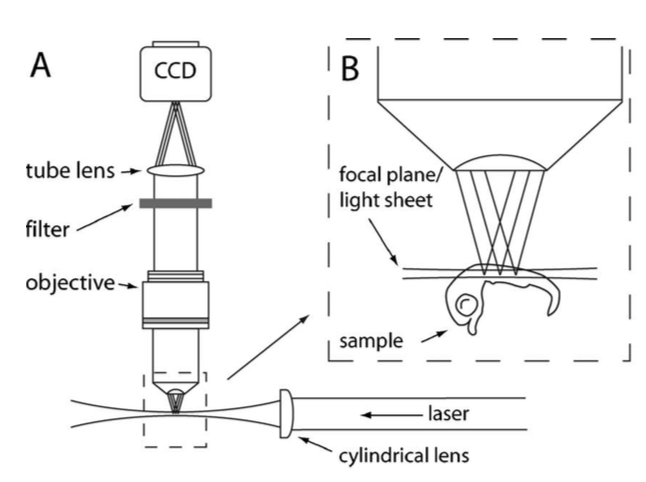 A
CCD
tube lens
filter
objective
laser
cylindrical lens
B
focal plane/
light sheet
sample